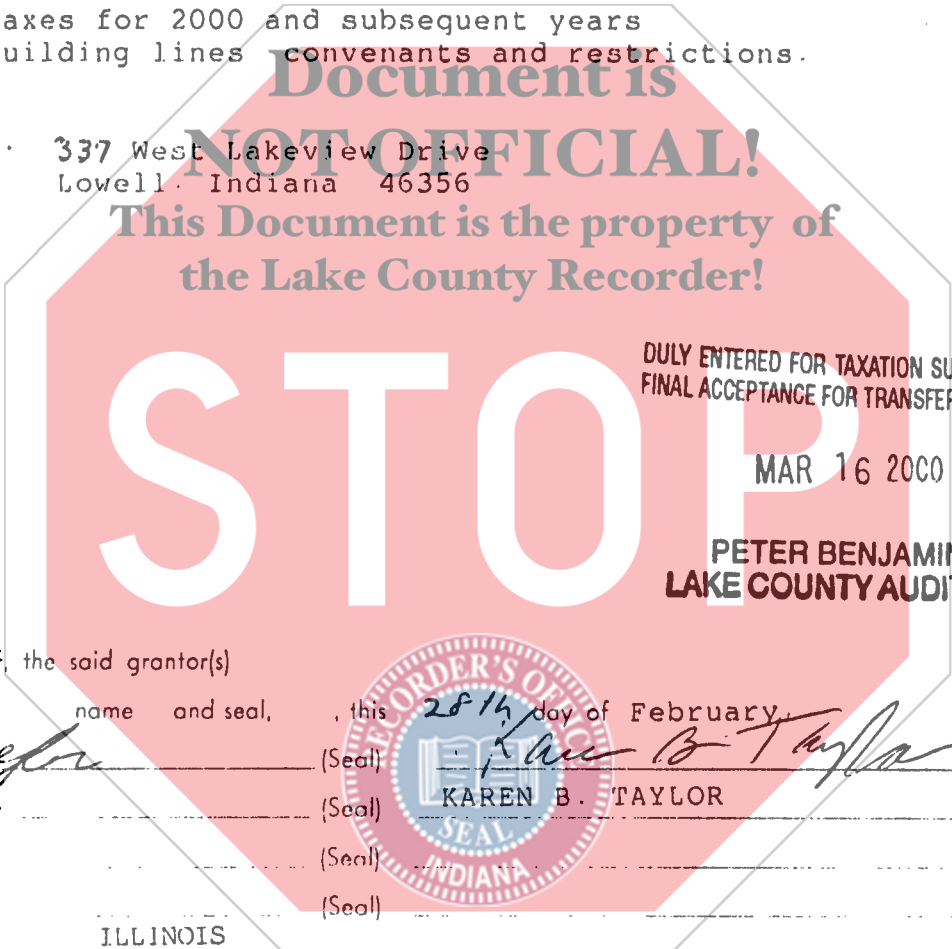 axes for 2000 and subsequent years
uilding lines convenants and restrictions.
Document is
NOT OFFICIAL!
337 West Lakeview Drive
Lowell. Indiana 46356
This Document is the property of
the Lake County Recorder!
STOP
DULY ENTERED FOR TAXATION SU
FINAL ACCEPTANCE FOR TRANSFER
MAR 16 2000
PETER BENJAMIN
LAKE COUNTY AUDI
, the said grantor(s)
name and seal, , this 28th day of February,
(Seal) Karen B. Taylor
(Seal) KAREN B. TAYLOR
(Seal)
(Seal)
RECORDER'S OFFICE
SEAL
INDIANA
ILLINOIS